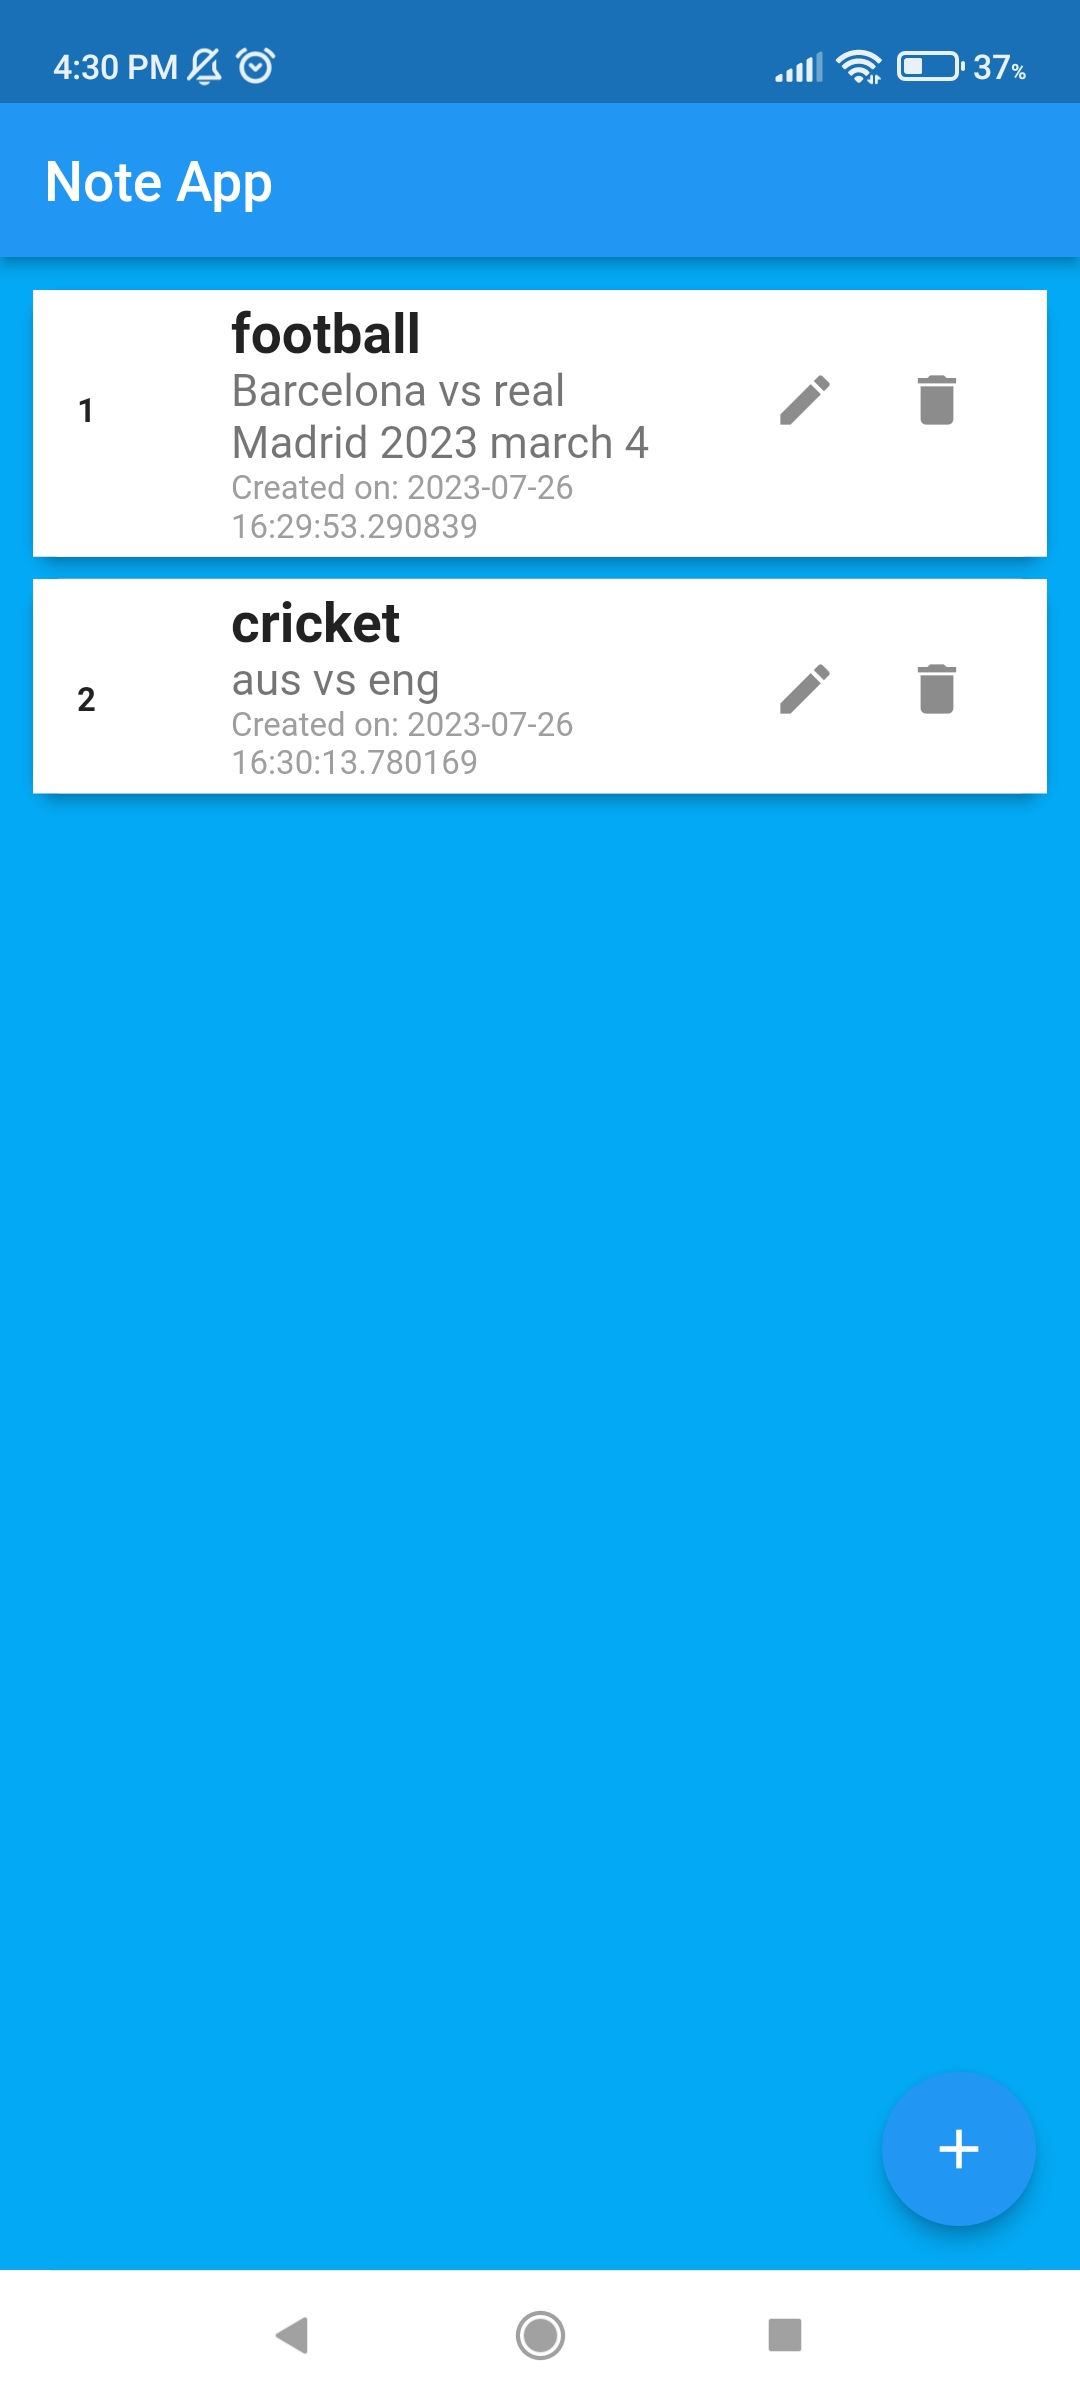 4:30 PM
37%
Note App
1
football
Barcelona vs real
Madrid 2023 march 4
Created on: 2023-07-26
16:29:53.290839
2
cricket
aus vs eng
Created on: 2023-07-26
16:30:13.780169